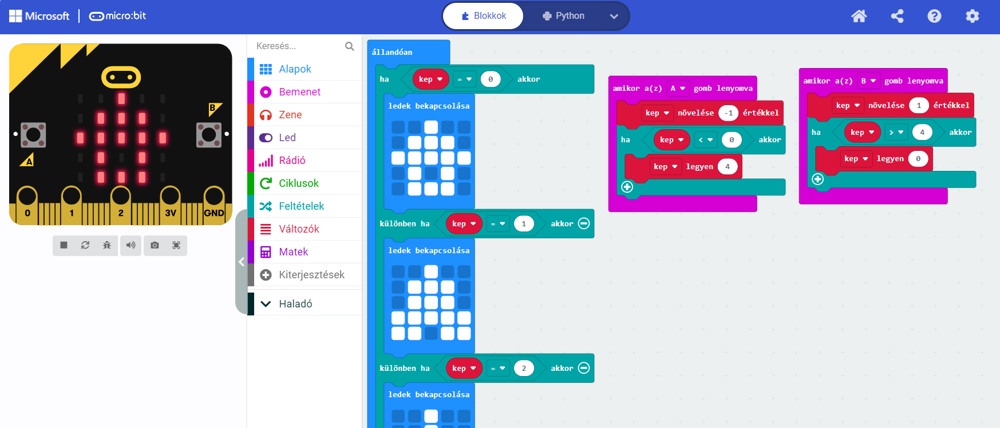 Microsoft
micro:bit
Blokkok
Python
B
A
0
1
2
3V
GND
Keresés...
Alapok
Bemenet
Zene
Led
Rádió
Ciklusok
Feltételek
Változók
Matek
Kiterjesztések
Haladó
állandóan
ha kep = 0 akkor
ledek bekapcsolása
különben ha kep = 1 akkor
ledek bekapcsolása
különben ha kep = 2 akkor
ledek bekapcsolása
amikor a(z) A gomb lenyomva
kep növelése -1 értékkel
ha kep < 0 akkor
kep legyen 4
amikor a(z) B gomb lenyomva
kep növelése 1 értékkel
ha kep > 4 akkor
kep legyen 0